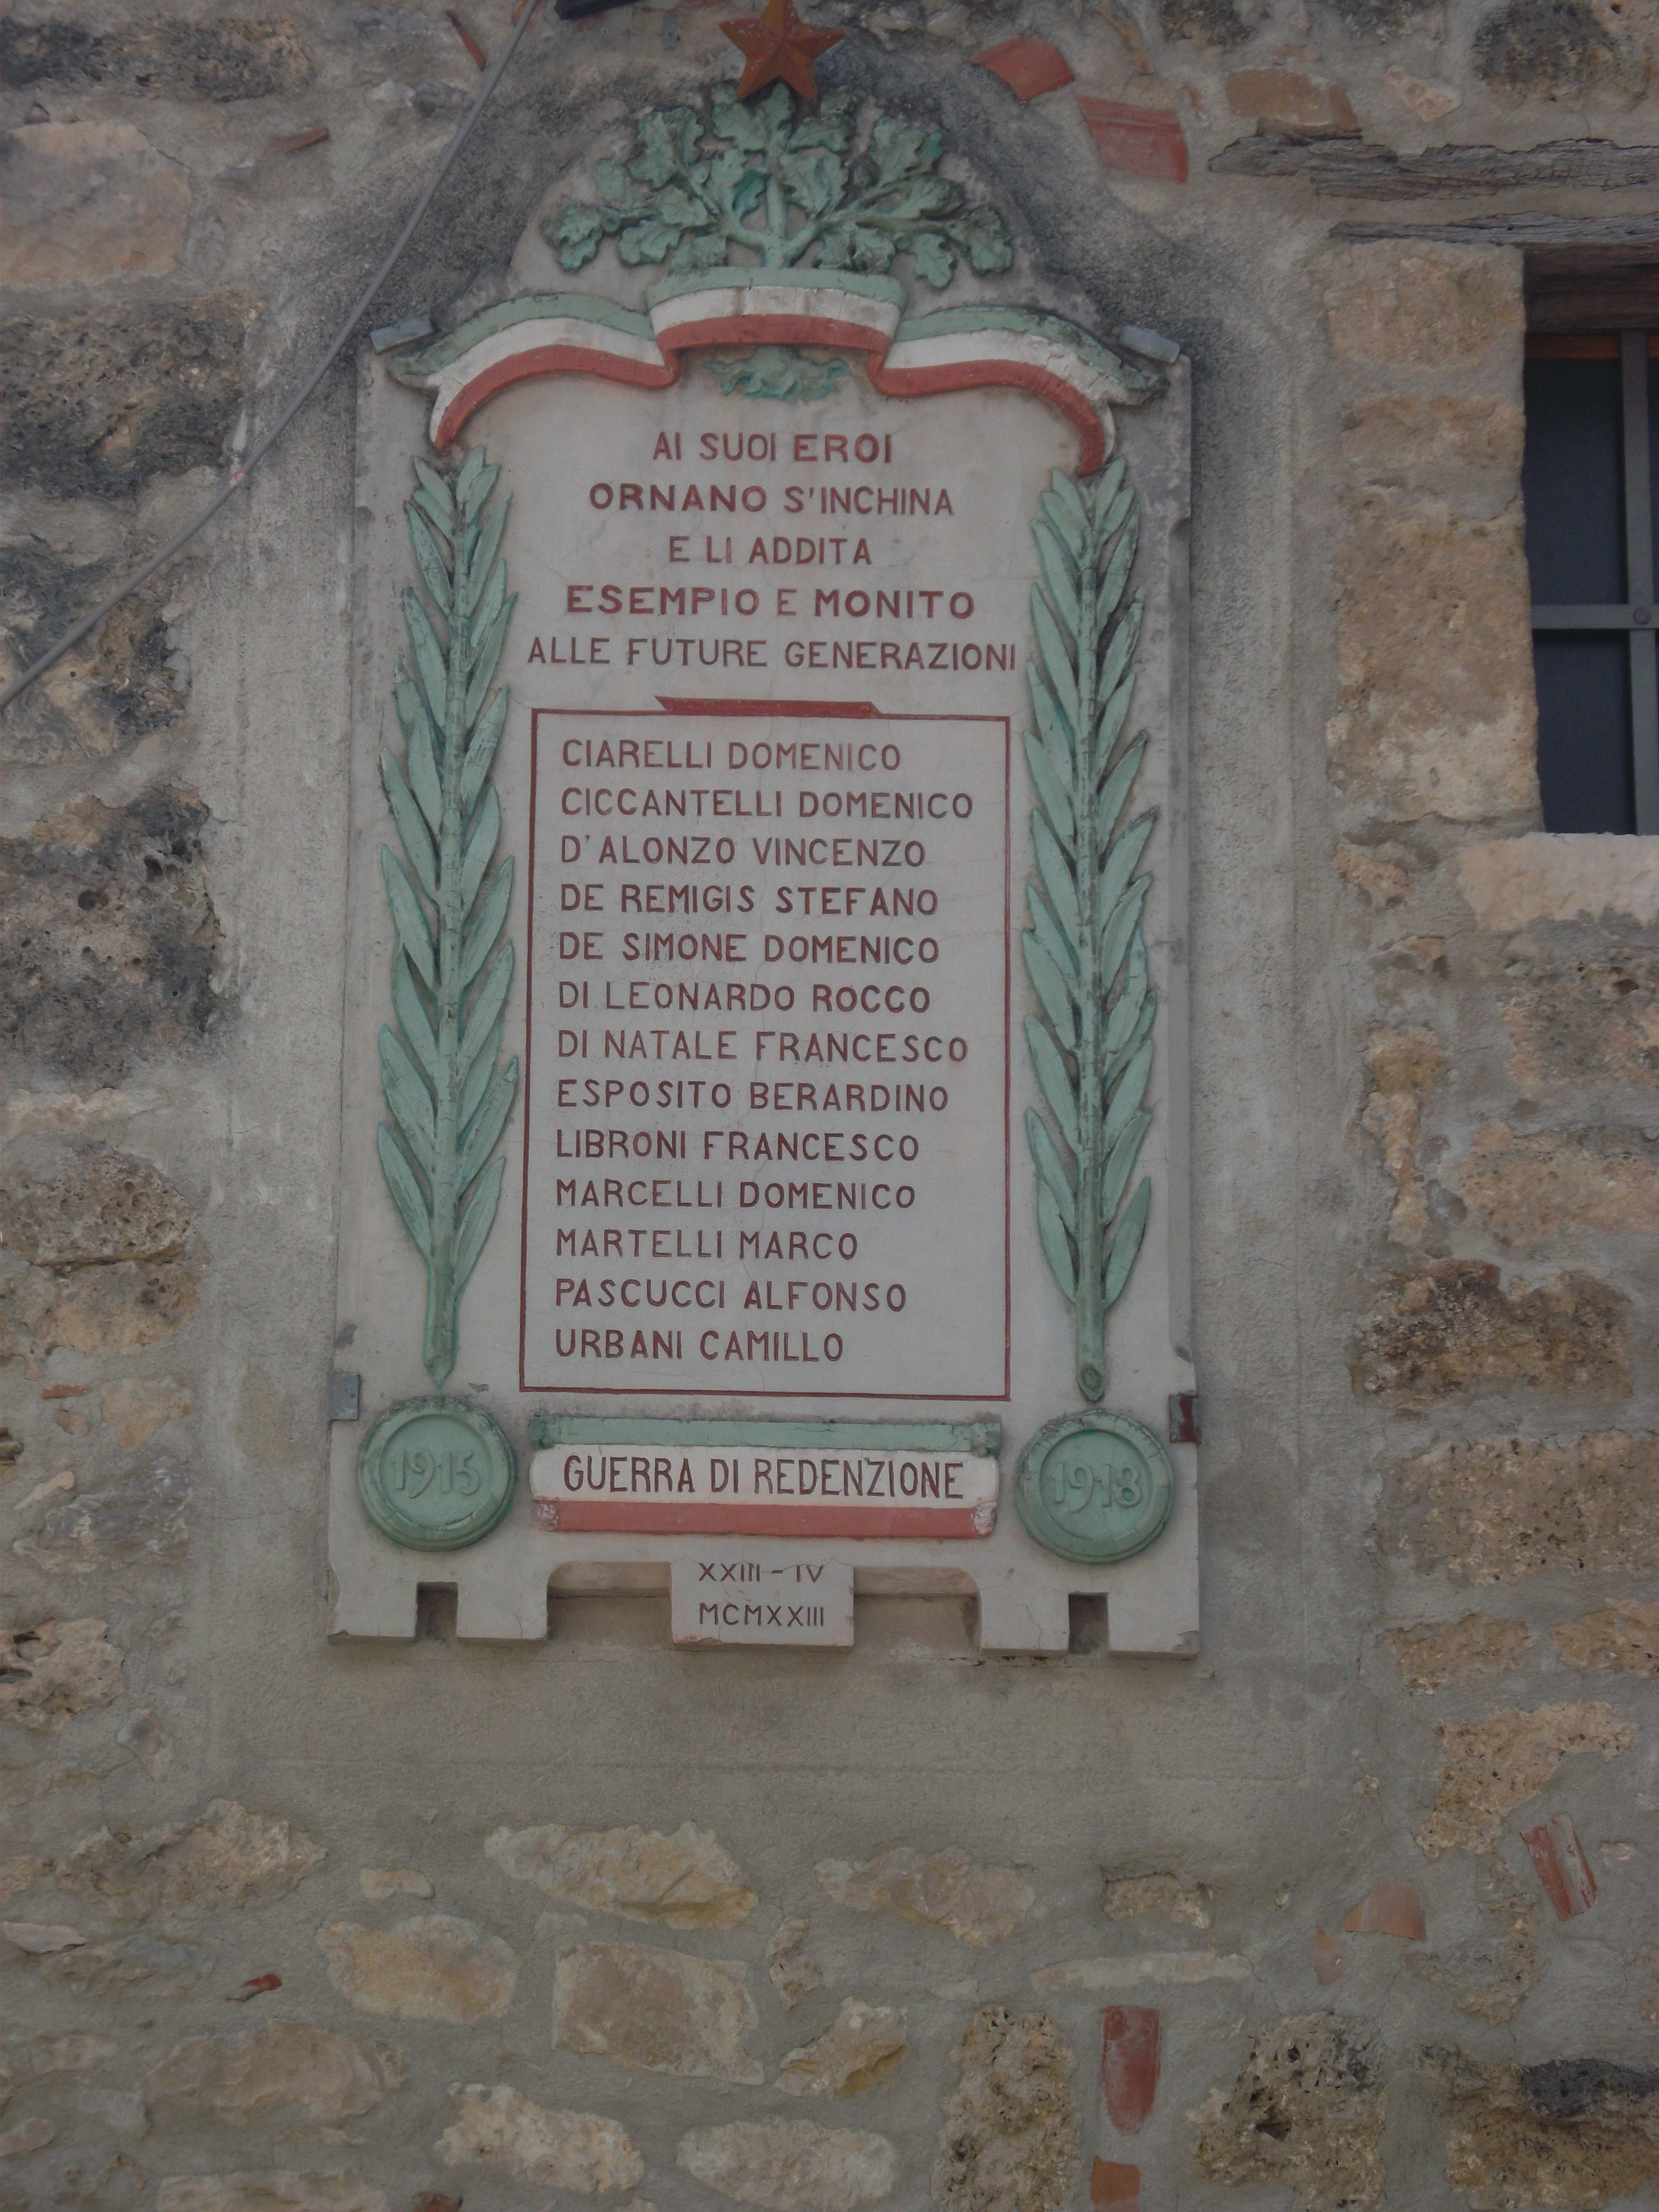 AI SUOI EROI
ORNANO S'INCHINA
E LI ADDITA
ESEMPIO E MONITO
ALLE FUTURE GENERAZIONI
CIARELLI DOMENICO
CICCANTELLI DOMENICO
D'ALONZO VINCENZO
DE REMIGIS STEFANO
DE SIMONE DOMENICO
DI LEONARDO ROCCO
DI NATALE FRANCESCO
ESPOSITO BERARDINO
LIBRONI FRANCESCO
MARCELLI DOMENICO
MARTELLI MARCO
PASCUCCI ALFONSO
URBANI CAMILLO
1915
GUERRA DI REDENZIONE
1918
XXIII - IV
MCMXXIII